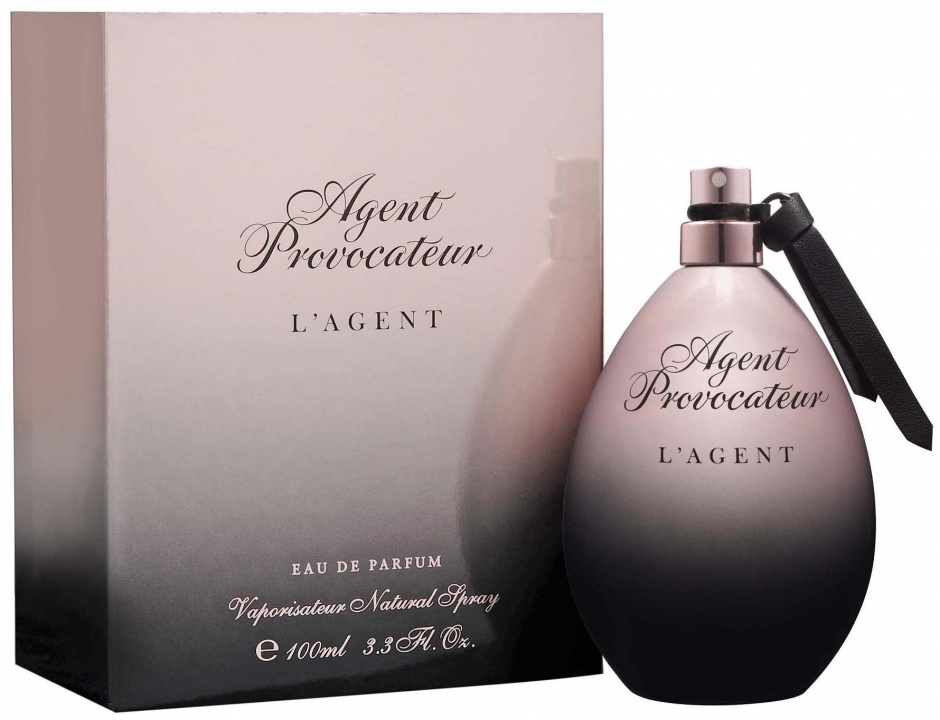 Agent
Provocateur
L'AGENT
EAU DE PARFUM
Vaporisateur Natural Spray
e 100ml 3.3 Fl. Oz.
Agent
Provocateur
L'AGENT